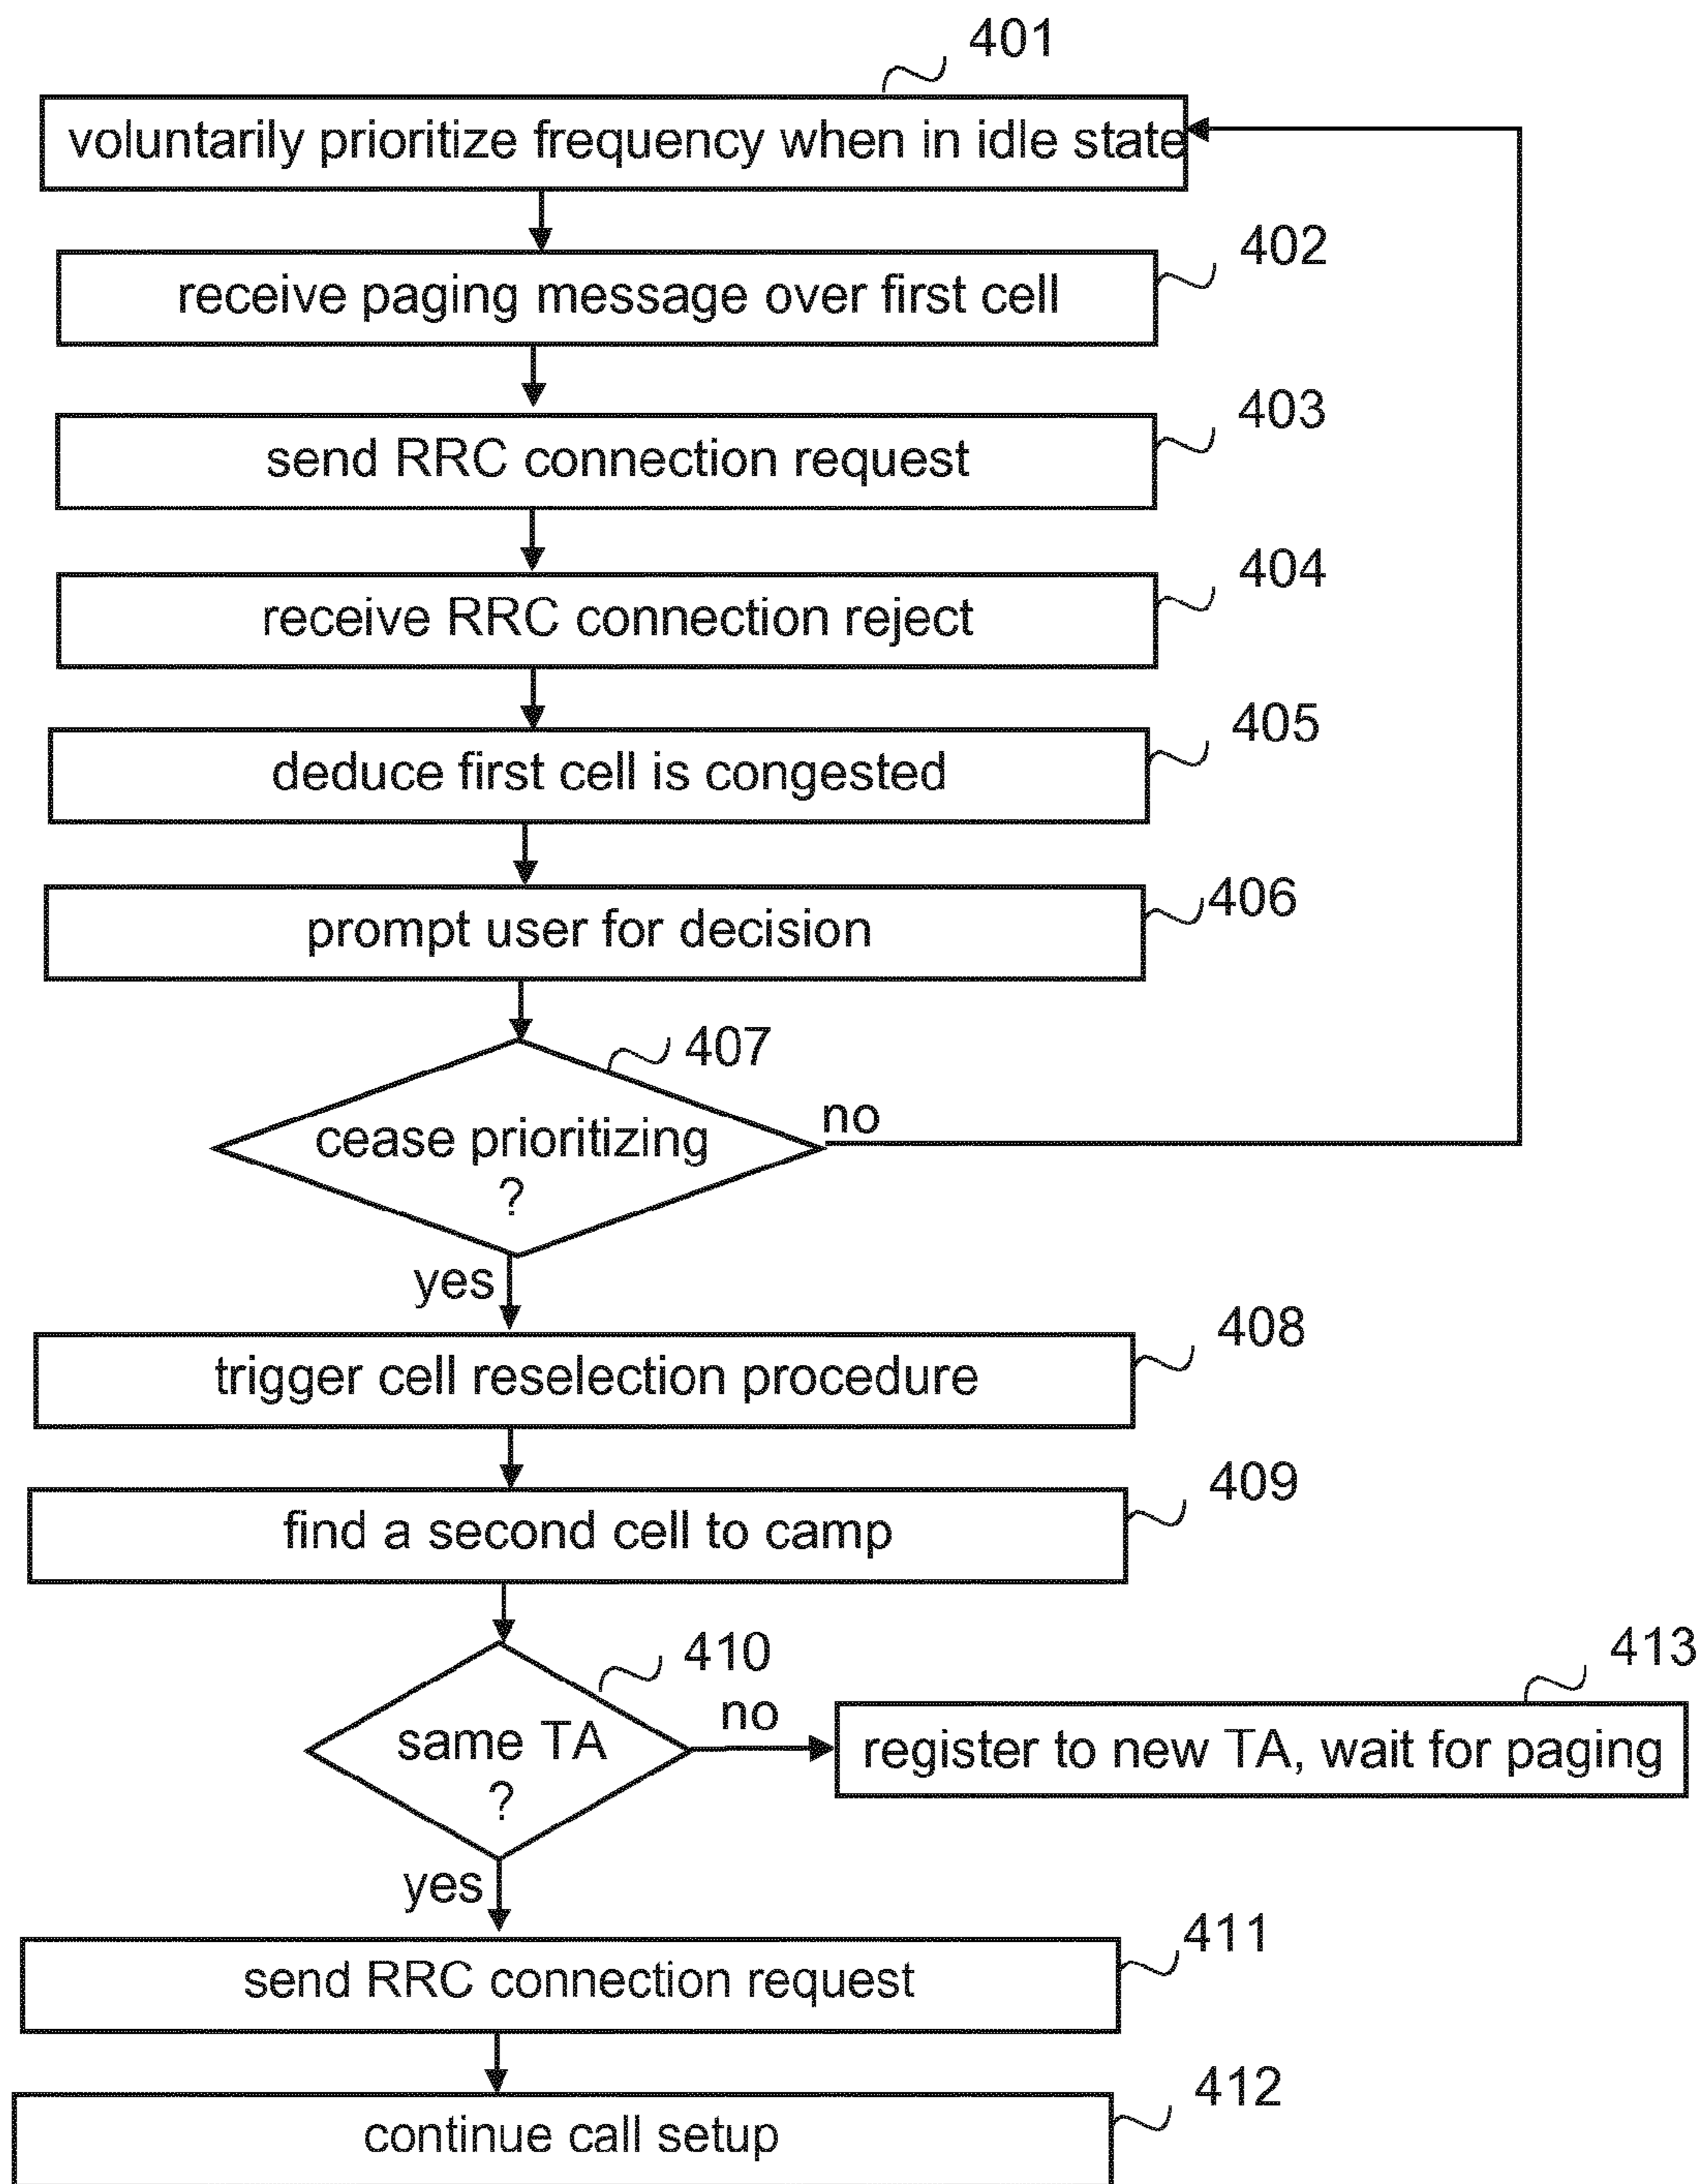 401
voluntarily prioritize frequency when in idle state
402
receive paging message over first cell
403
send RRC connection request
404
receive RRC connection reject
405
deduce first cell is congested
406
prompt user for decision
407
no
cease prioritizing
?
yes
408
trigger cell reselection procedure
409
find a second cell to camp
410
413
no
same TA
?
register to new TA, wait for paging
yes
411
send RRC connection request
412
continue call setup